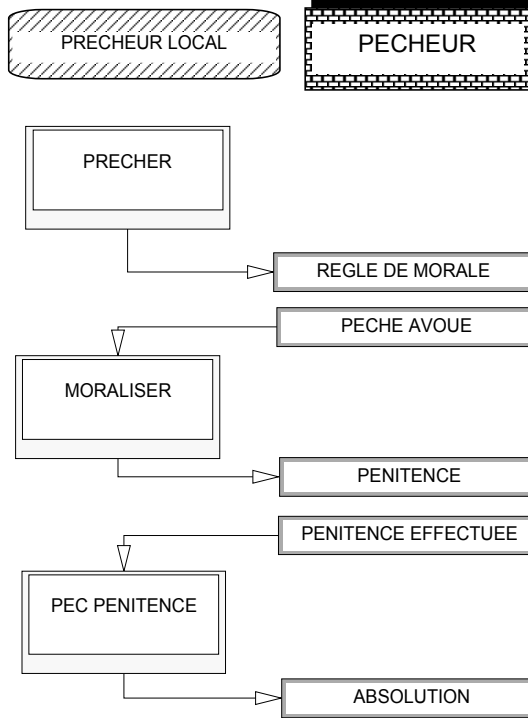 PRECHEUR LOCAL
PECHEUR
PRECHER
REGLE DE MORALE
PECHE AVOUE
MORALISER
PENITENCE
PENITENCE EFFECTUEE
PEC PENITENCE
ABSOLUTION